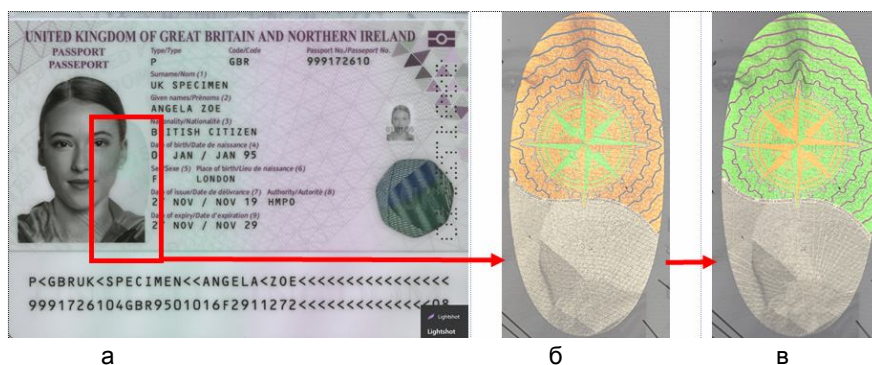 UNITED KINGDOM OF GREAT BRITAIN AND NORTHERN IRELAND
PASSPORT
PASSEPORT
Type/Type Code/Code Passport No./Passeport No.
P GBR 999172610
Surname/Nom (1)
UK SPECIMEN
Given names/Prénoms (2)
ANGELA ZOE
Nationality/Nationalité (3)
BRITISH CITIZEN
Date of birth/Date de naissance (4)
JAN / JAN 95
Sex/Sexe (5) Place of birth/Lieu de naissance (6)
F LONDON
Date of issue/Date de délivrance (7) Authority/Autorité (8)
NOV / NOV 19 HMPO
Date of expiry/Date d'expiration (9)
NOV / NOV 29
P<GBRUK<SPECIMEN<<ANGELA<ZOE<<<<<<<<<<<<<<<<
9991726104GBR9501016F2911272<<<<<<<<<<<<<<08
Lightshot
Lightshot
а б в